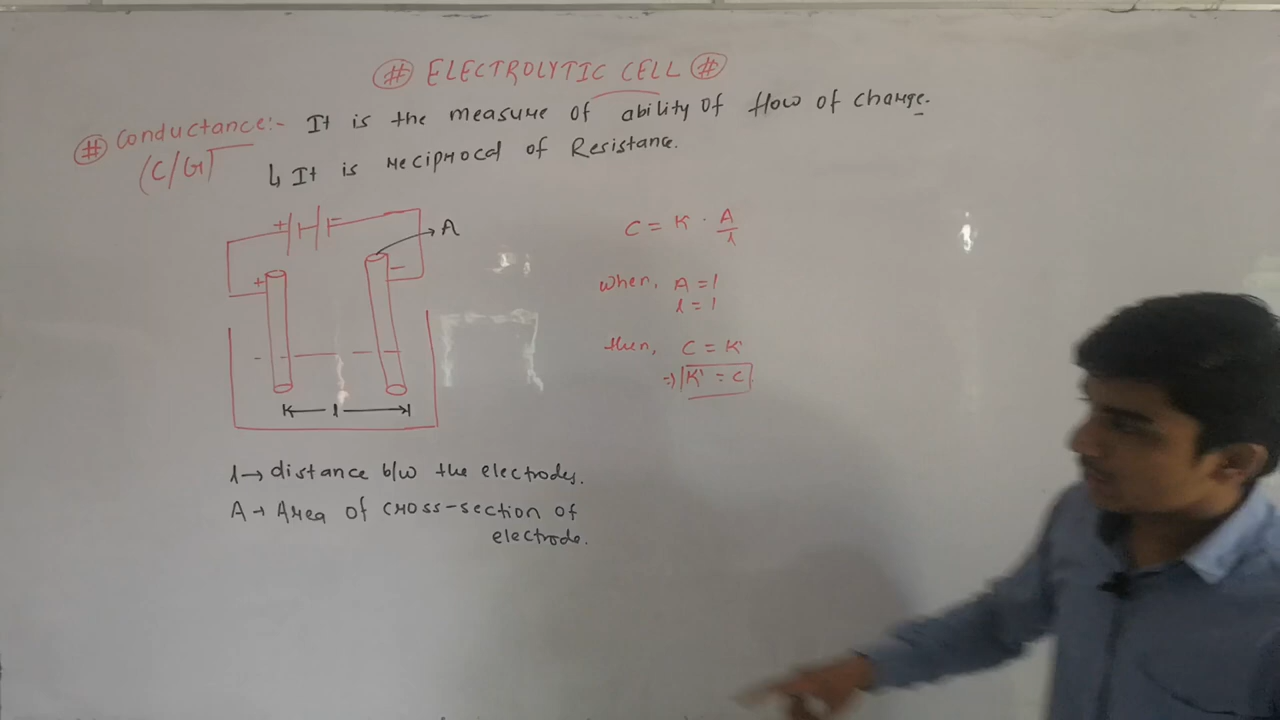 # ELECTROLYTIC CELL #
# Conductance:- It is the measure of ability of flow of charge.
(C/G)
↳ It is reciprocal of Resistance.
+ -
A
+ -
l
l → distance b/w the electrodes.
A → Area of cross-section of
electrode.
C = K · A/l
when, A = 1
l = 1
then, C = K
⇒ K = C